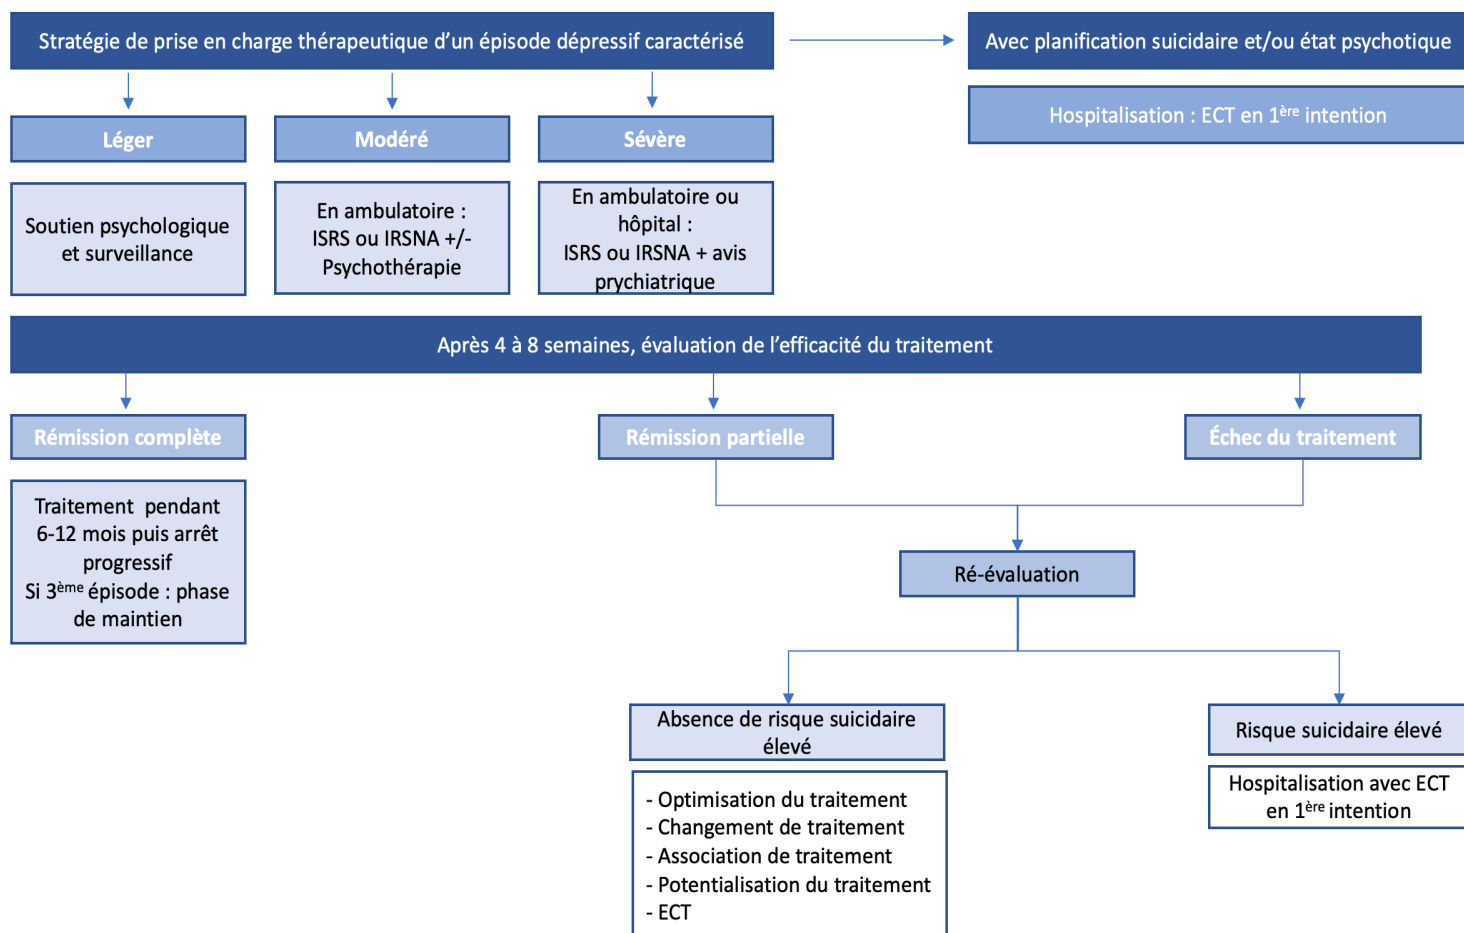 Stratégie de prise en charge thérapeutique d’un épisode dépressif caractérisé
Avec planification suicidaire et/ou état psychotique
Hospitalisation : ECT en 1ère intention
Léger
Modéré
Sévère
Soutien psychologique
et surveillance
En ambulatoire :
ISRS ou IRSNA +/-
Psychothérapie
En ambulatoire ou
hôpital :
ISRS ou IRSNA + avis
prychiatrique
Après 4 à 8 semaines, évaluation de l’efficacité du traitement
Rémission complète
Rémission partielle
Échec du traitement
Traitement pendant
6-12 mois puis arrêt
progressif
Si 3ème épisode : phase
de maintien
Ré-évaluation
Absence de risque suicidaire
élevé
Risque suicidaire élevé
- Optimisation du traitement
- Changement de traitement
- Association de traitement
- Potentialisation du traitement
- ECT
Hospitalisation avec ECT
en 1ère intention